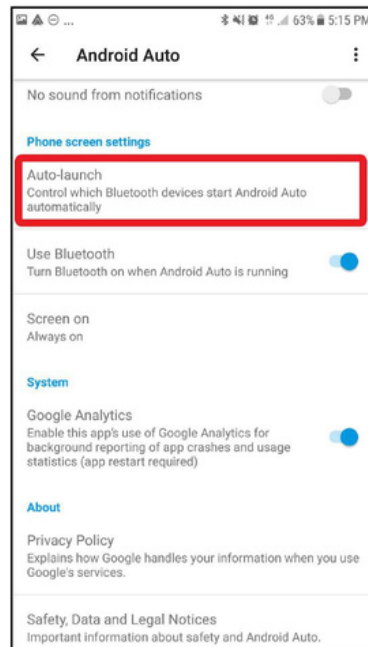 63% 5:15 PM
Android Auto
No sound from notifications
Phone screen settings
Auto-launch
Control which Bluetooth devices start Android Auto
automatically
Use Bluetooth
Turn Bluetooth on when Android Auto is running
Screen on
Always on
System
Google Analytics
Enable this app's use of Google Analytics for
background reporting of app crashes and usage
statistics (app restart required)
About
Privacy Policy
Explains how Google handles your information when you use
Google's services.
Safety, Data and Legal Notices
Important information about safety and Android Auto.